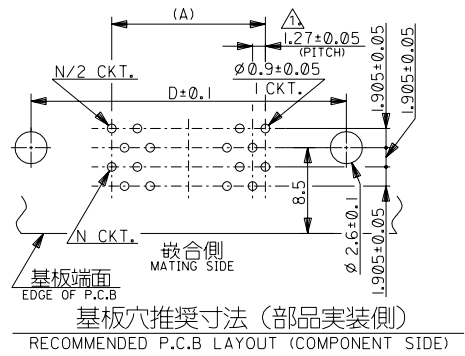 (A)
1.
1.27±0.05
(PITCH)
N/2 CKT.
Ø0.9±0.05
1 CKT.
D±0.1
1.905±0.05
1.905±0.05
8.5
N CKT.
Ø2.6±0.1
1.905±0.05
嵌合側
MATING SIDE
基板端面
EDGE OF P.C.B
基板穴推奨寸法（部品実装側）
RECOMMENDED P.C.B LAYOUT (COMPONENT SIDE)